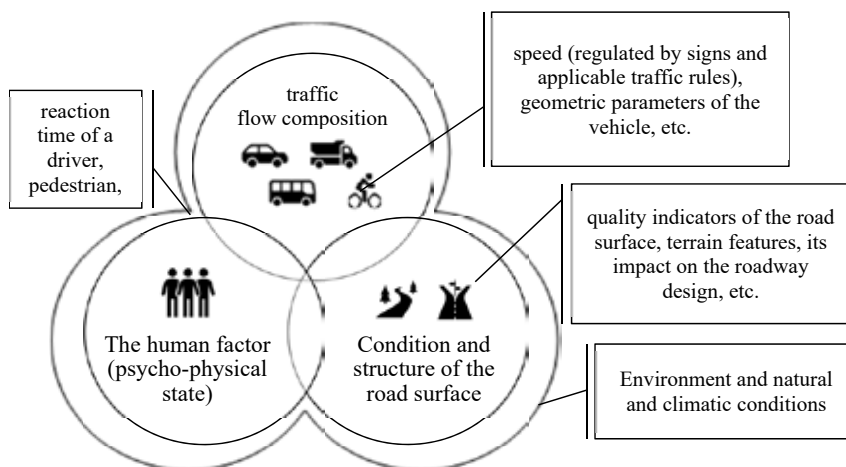 reaction
time of a
driver,
pedestrian,
traffic
flow composition
speed (regulated by signs and
applicable traffic rules),
geometric parameters of the
vehicle, etc.
quality indicators of the road
surface, terrain features, its
impact on the roadway
design, etc.
The human factor
(psycho-physical
state)
Condition and
structure of the
road surface
Environment and natural
and climatic conditions